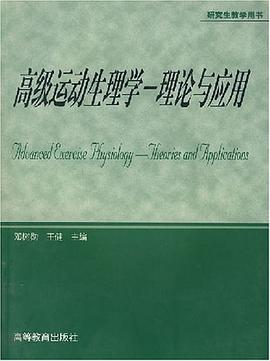 研究生教学用书
高级运动生理学－理论与应用
Advanced Exercise Physiology—Theories and Applications
邓树勋 王健 主编
高等教育出版社